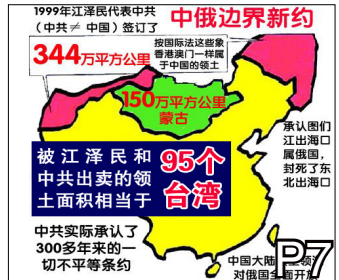 1999年江泽民代表中共
(中共≠ 中国) 签订了
中俄边界新约
344万平方公里
按国际法这些象
香港澳门一样属
于中国的领土
150万平方公里
蒙古
承认图们
江出海口
属俄国,
封死了东
北出海口
被江泽民和
中共出卖的领
土面积相当于
95个
台湾
中共实际承认了
300多年来的一
切不平等条约
中国大陆
领
对俄国全
开
P7